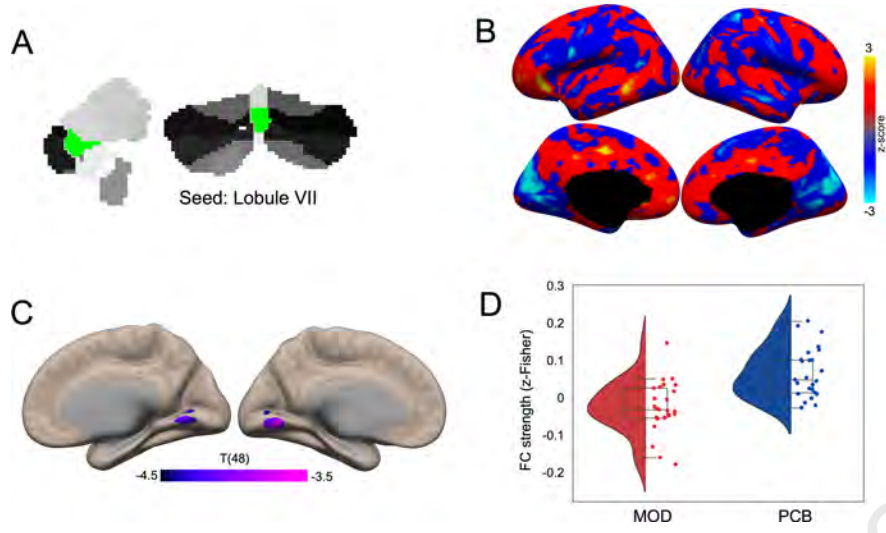 A
Seed: Lobule VII
B
3
z-score
-3
C
T(48)
-4.5
-3.5
D
FC strength (z-Fisher)
0.3
0.2
0.1
0
-0.1
-0.2
MOD
PCB